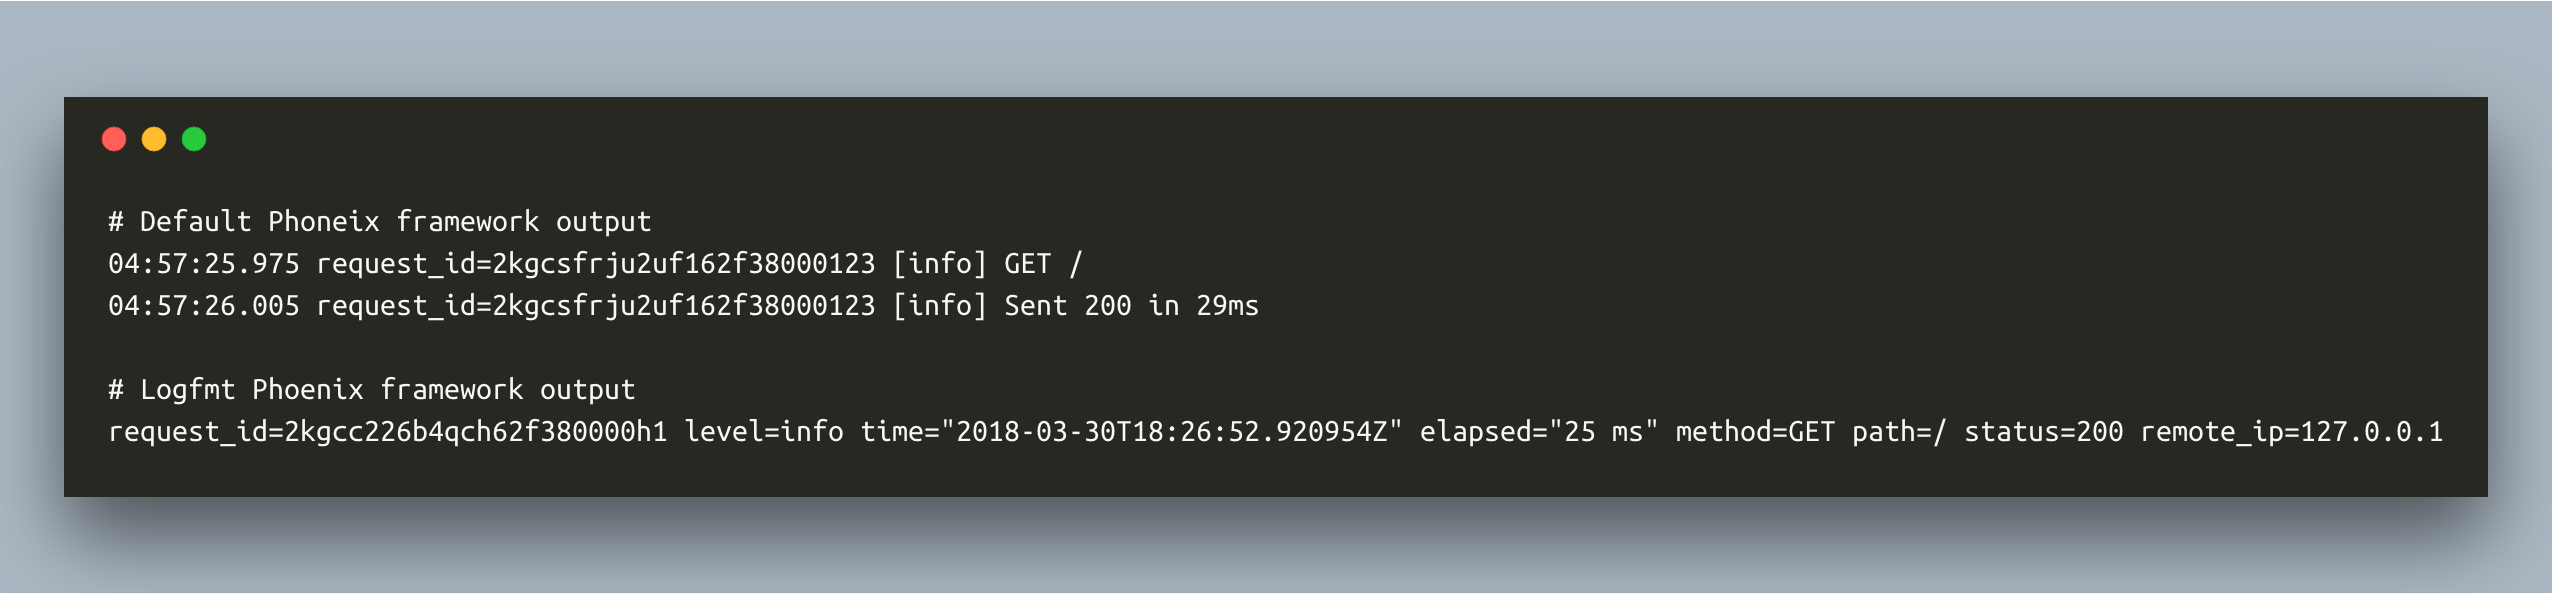 # Default Phoneix framework output
04:57:25.975 request_id=2kgcsfrju2uf162f38000123 [info] GET /
04:57:26.005 request_id=2kgcsfrju2uf162f38000123 [info] Sent 200 in 29ms
# Logfmt Phoenix framework output
request_id=2kgcc226b4qch62f380000h1 level=info time="2018-03-30T18:26:52.920954Z" elapsed="25 ms" method=GET path=/ status=200 remote_ip=127.0.0.1